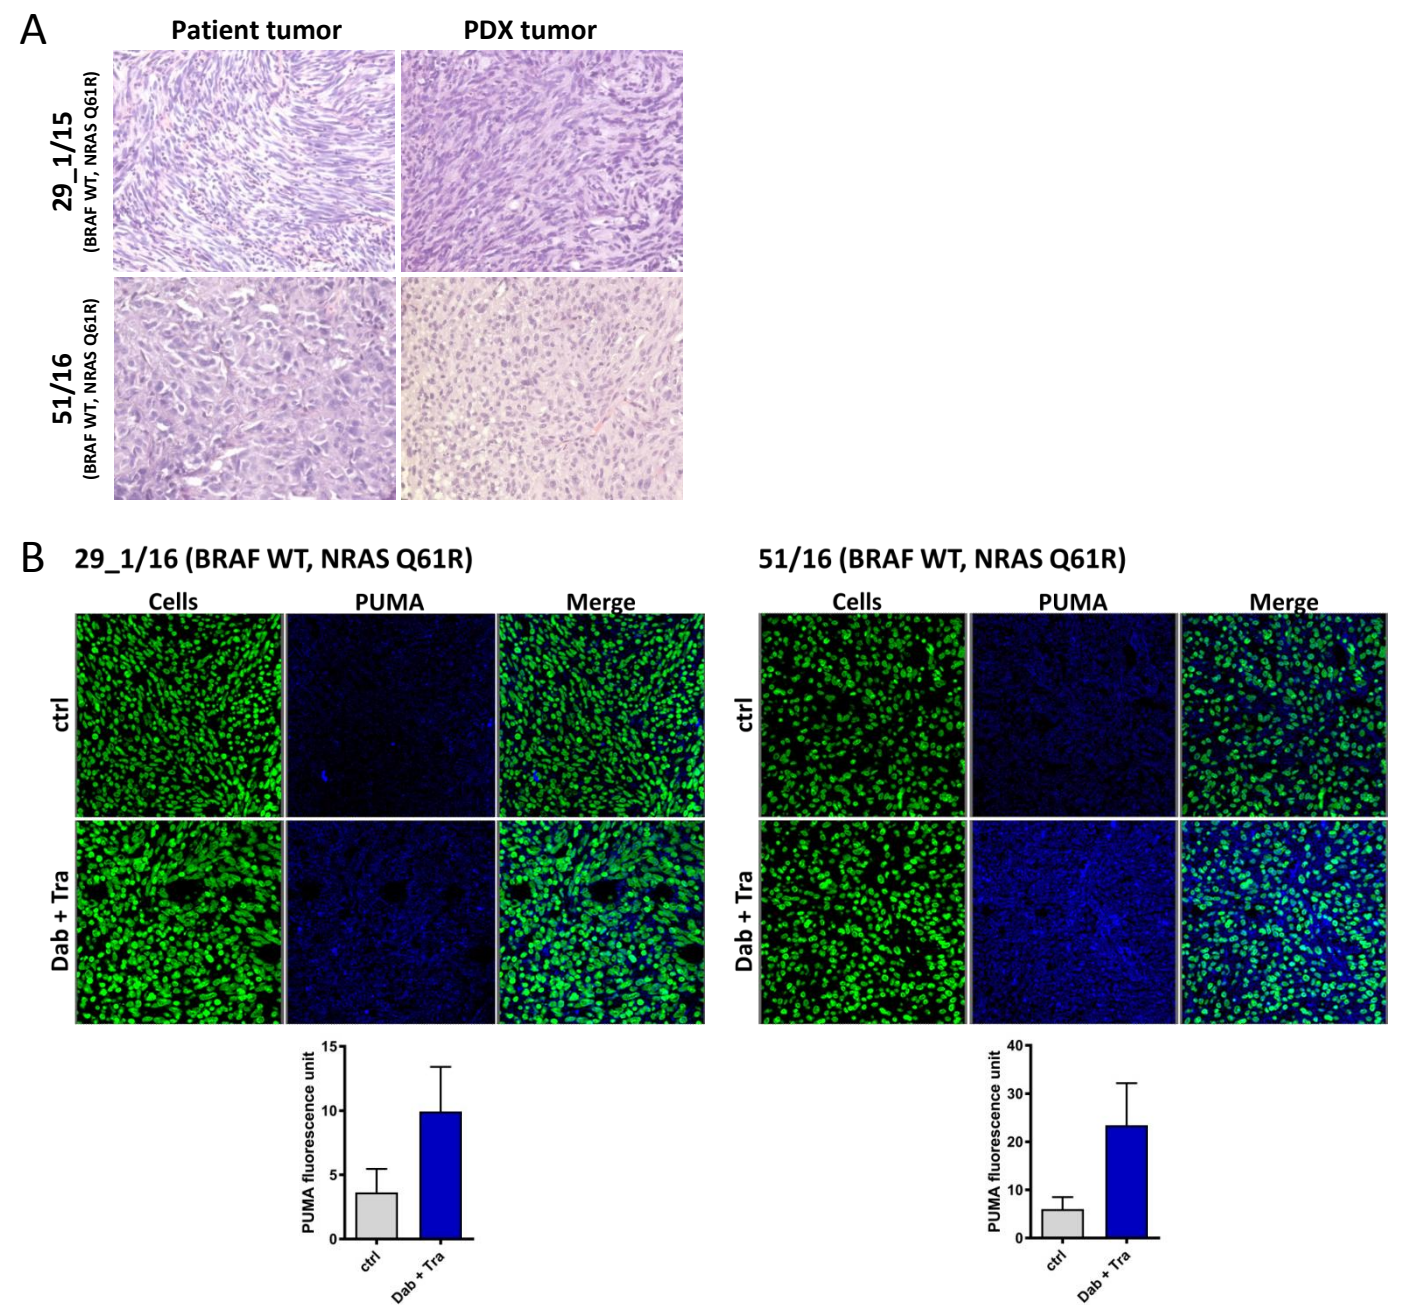 A
Patient tumor PDX tumor
29_1/15
(BRAF WT, NRAS Q61R)
51/16
(BRAF WT, NRAS Q61R)
B
29_1/16 (BRAF WT, NRAS Q61R)
Cells PUMA Merge
ctrl
Dab + Tra
PUMA fluorescence unit
15
10
5
0
ctrl
Dab + Tra
51/16 (BRAF WT, NRAS Q61R)
Cells PUMA Merge
ctrl
Dab + Tra
PUMA fluorescence unit
40
30
20
10
0
ctrl
Dab + Tra